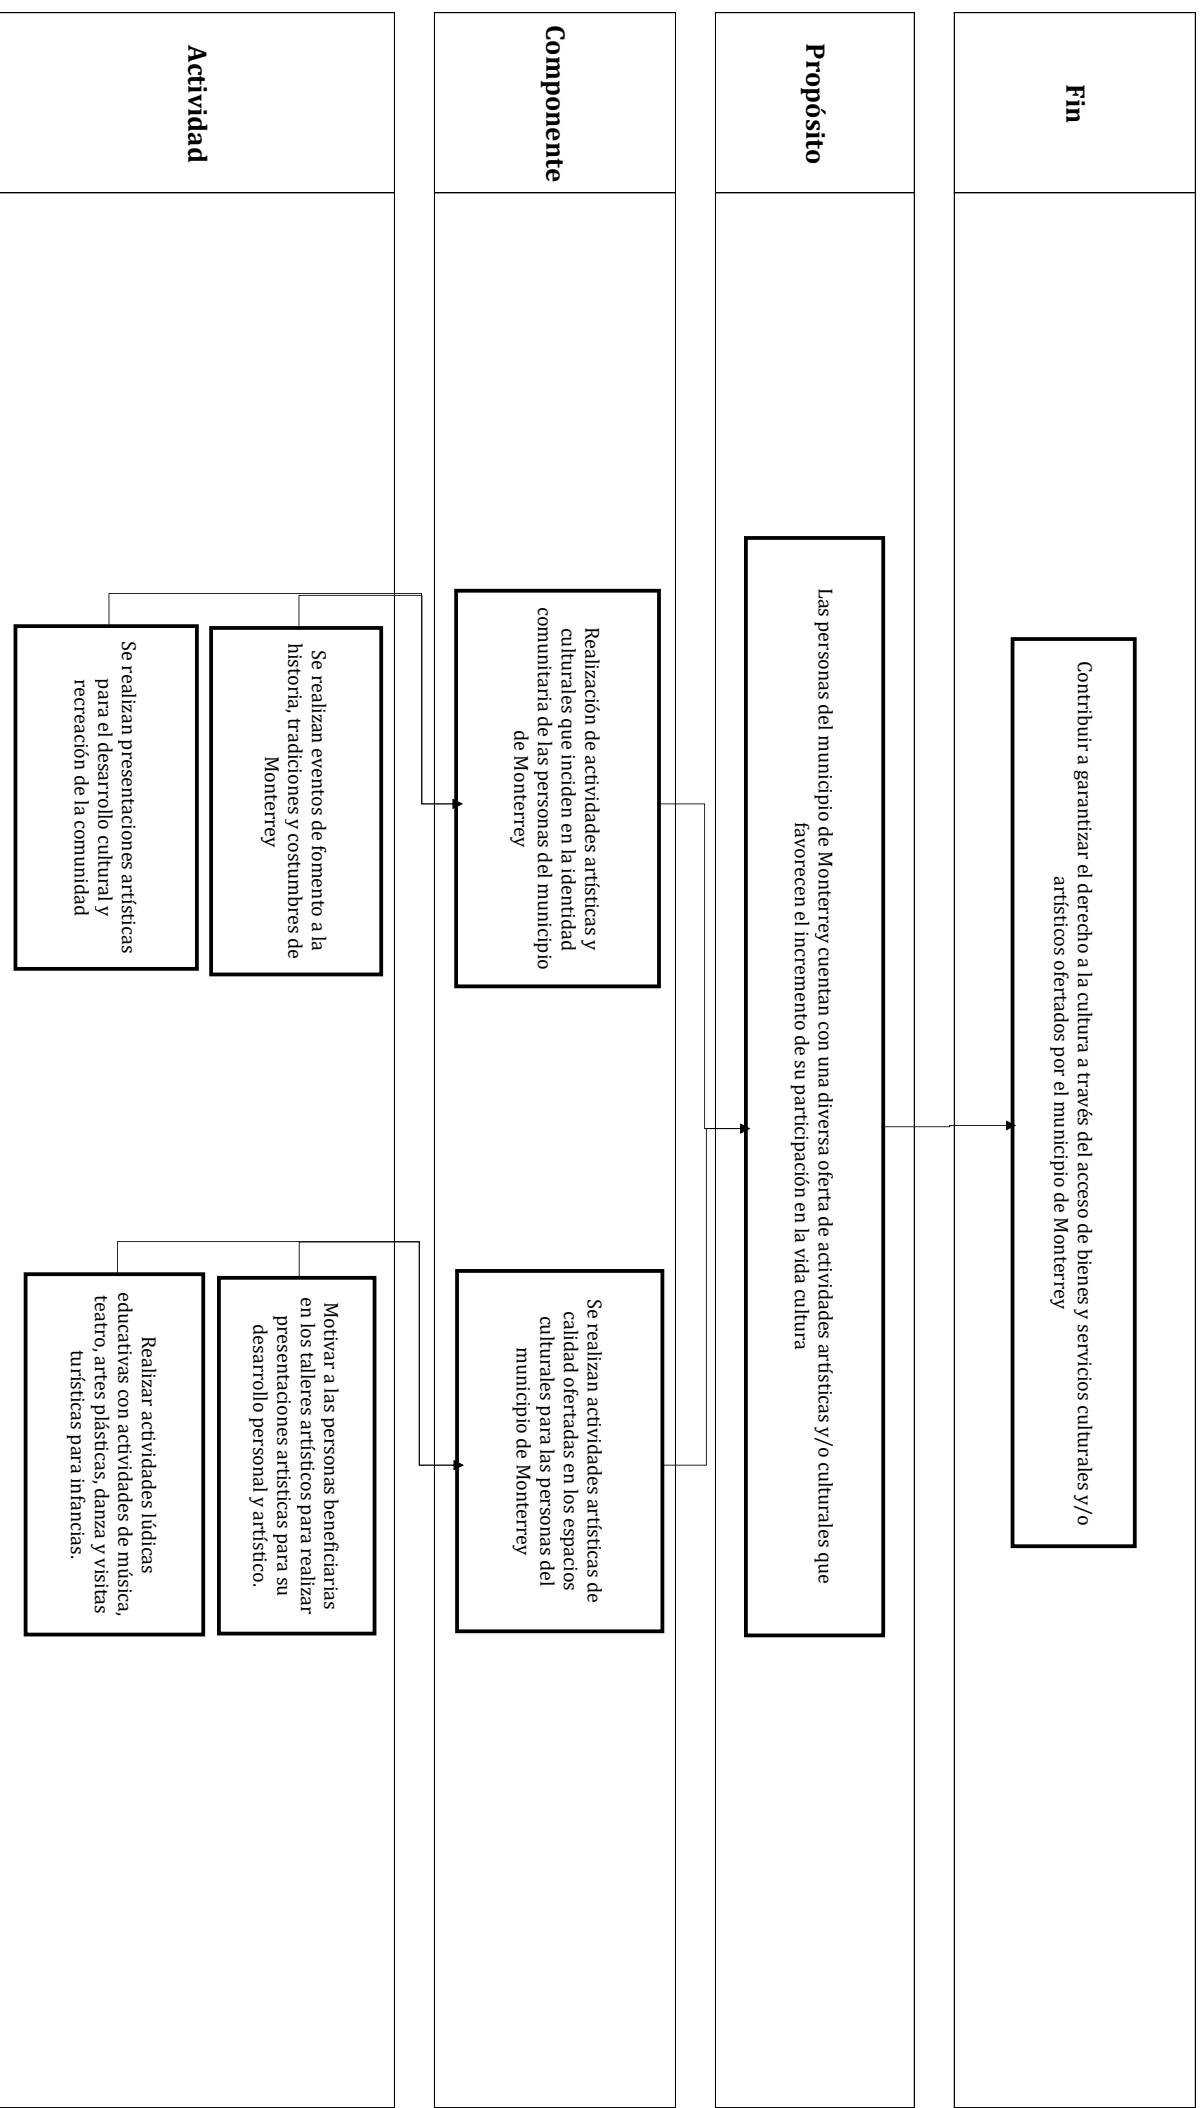 Fin
Contribuir a garantizar el derecho a la cultura a través del acceso de bienes y servicios culturales y/o
artísticos ofertados por el municipio de Monterrey
Propósito
Las personas del municipio de Monterrey cuentan con una diversa oferta de actividades artísticas y/o culturales que
favorecen el incremento de su participación en la vida cultura
Componente
Realización de actividades artísticas y
culturales que inciden en la identidad
comunitaria de las personas del municipio
de Monterrey
Se realizan actividades artísticas de
calidad ofertadas en los espacios
culturales para las personas del
municipio de Monterrey
Actividad
Se realizan eventos de fomento a la
historia, tradiciones y costumbres de
Monterrey
Motivar a las personas beneficiarias
en los talleres artísticos para realizar
presentaciones artisticas para su
desarrollo personal y artístico.
Se realizan presentaciones artísticas
para el desarrollo cultural y
recreación de la comunidad
Realizar actividades lúdicas
educativas con actividades de música,
teatro, artes plásticas, danza y visitas
turísticas para infancias.